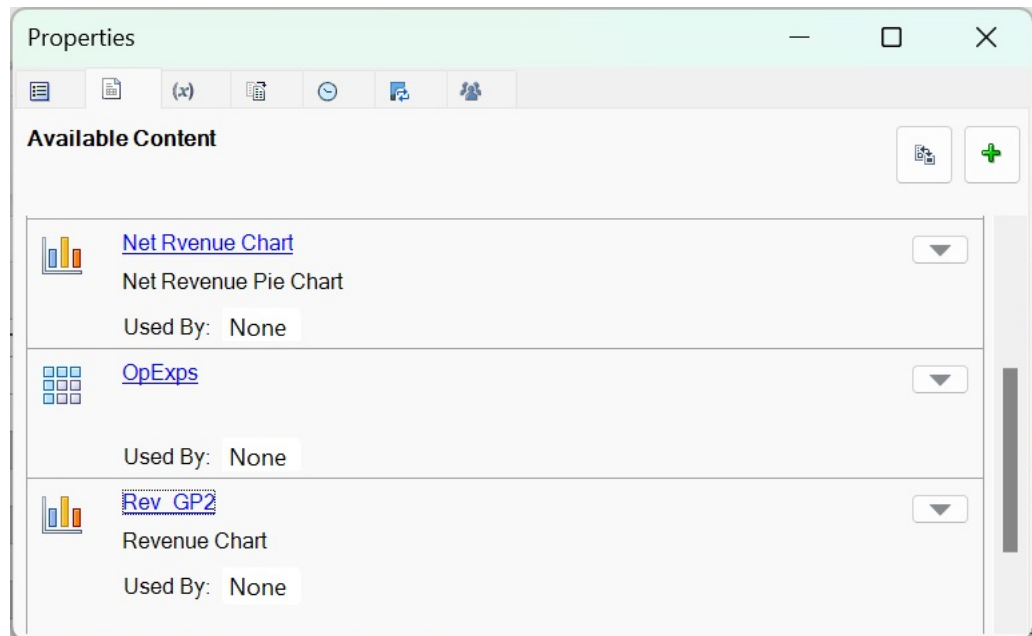 Properties
(x)
Available Content
Net Rvenue Chart
Net Revenue Pie Chart
Used By: None
OpExps
Used By: None
Rev_GP2
Revenue Chart
Used By: None